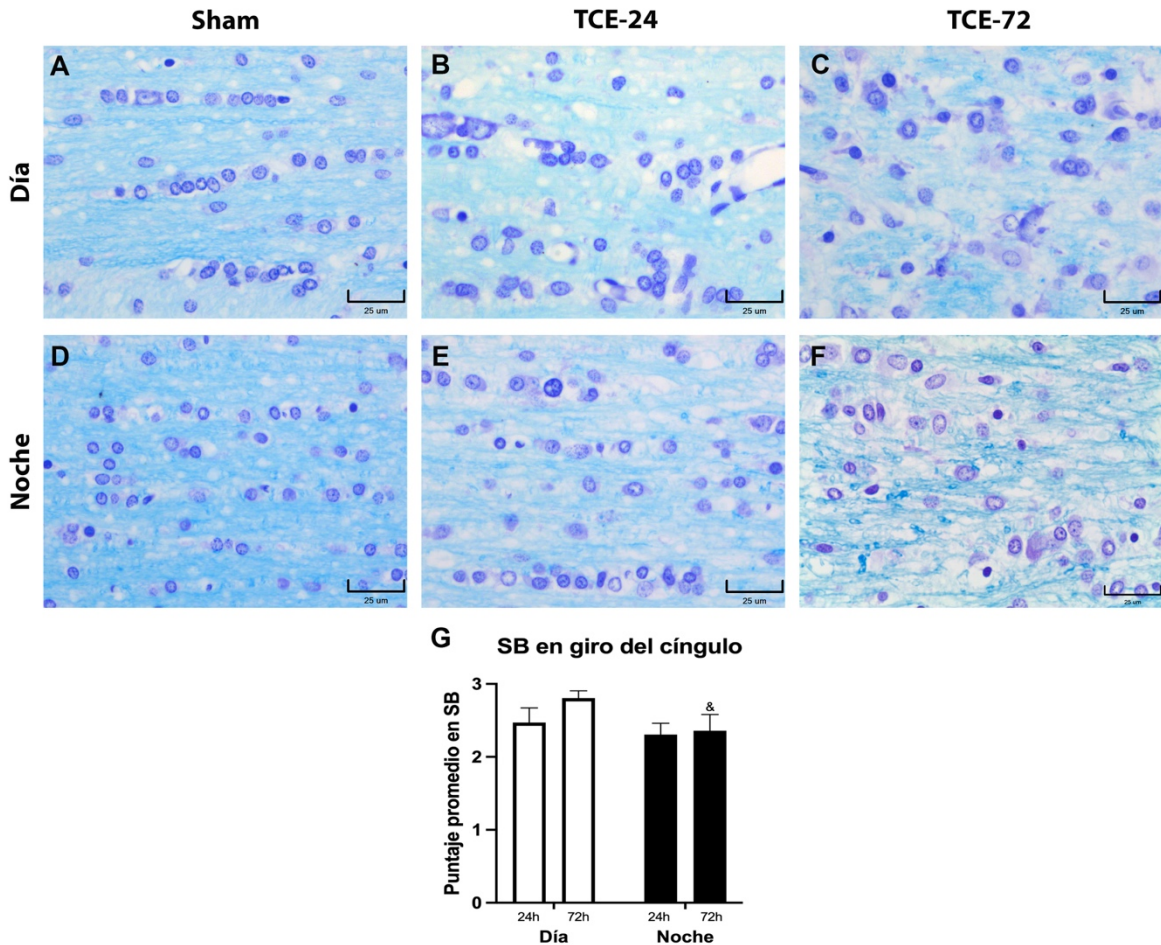 Sham TCE-24 TCE-72
Día
A B C
25 um 25 um 25 um
Noche
D E F
25 um 25 um 25 um
G SB en giro del cíngulo
Puntaje promedio en SB
3
2
1
0
&
24h 72h 24h 72h
Día Noche